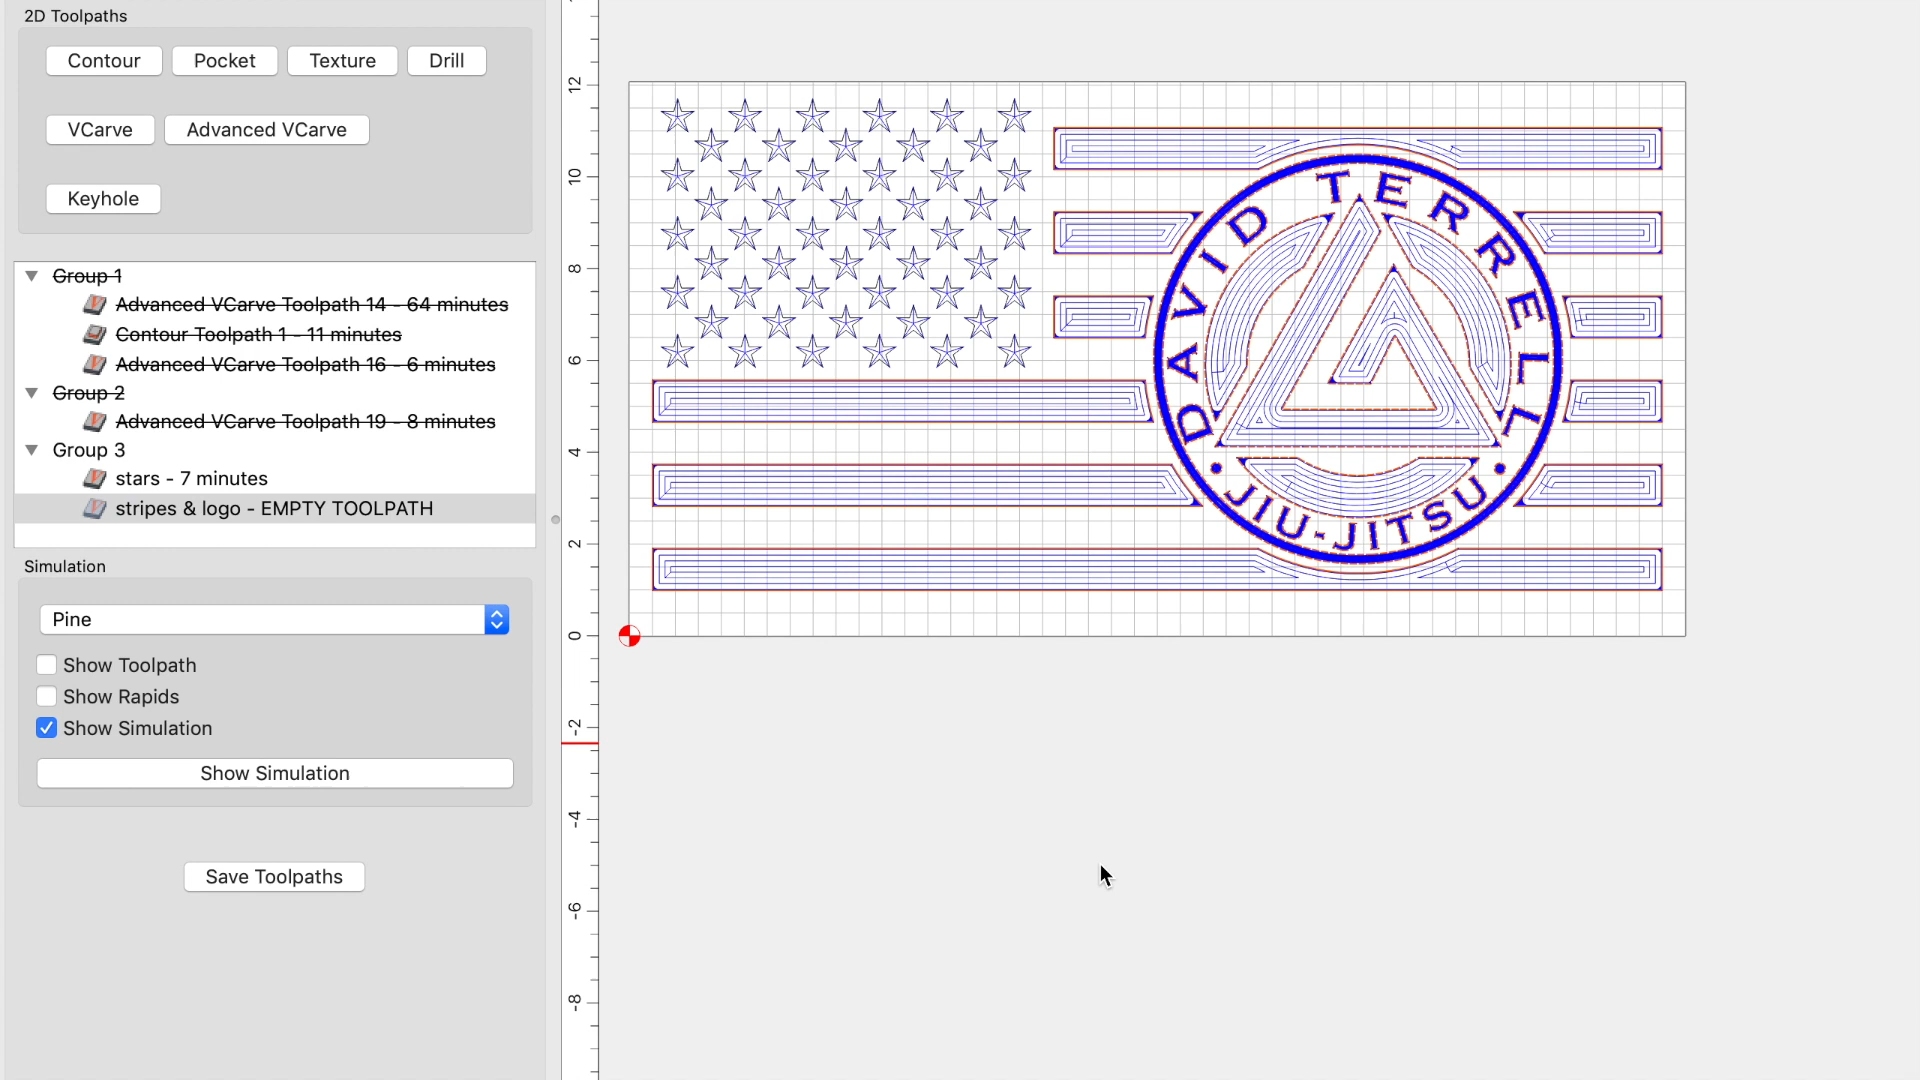 2D Toolpaths
Contour Pocket Texture Drill
VCarve Advanced VCarve
Keyhole
Group 1
Advanced VCarve Toolpath 14 - 64 minutes
Contour Toolpath 1 - 11 minutes
Advanced VCarve Toolpath 16 - 6 minutes
Group 2
Advanced VCarve Toolpath 19 - 8 minutes
Group 3
stars - 7 minutes
stripes & logo - EMPTY TOOLPATH
Simulation
Pine
Show Toolpath
Show Rapids
Show Simulation
Show Simulation
Save Toolpaths
12
10
8
6
4
2
0
-2
-4
-6
-8
DAVID TERRELL
• JIU-JITSU •